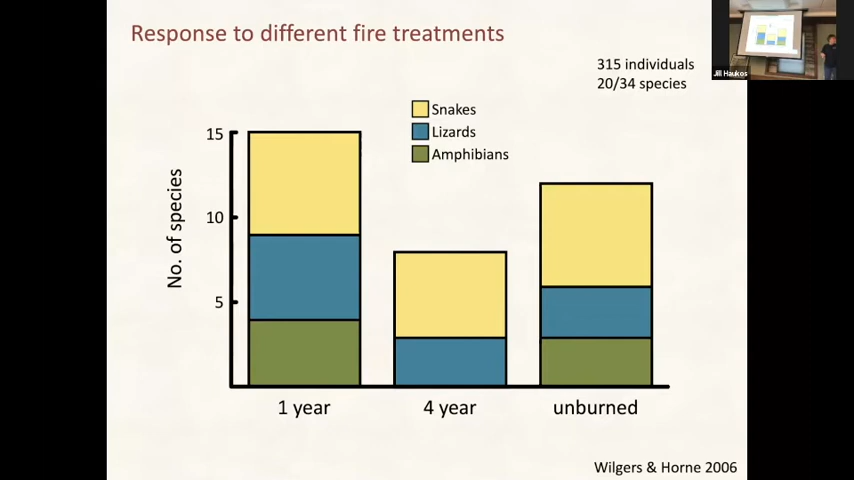 Response to different fire treatments
315 individuals
20/34 species
Jill Haukos
Snakes
Lizards
Amphibians
No. of species
15
10
5
1 year
4 year
unburned
Wilgers & Horne 2006